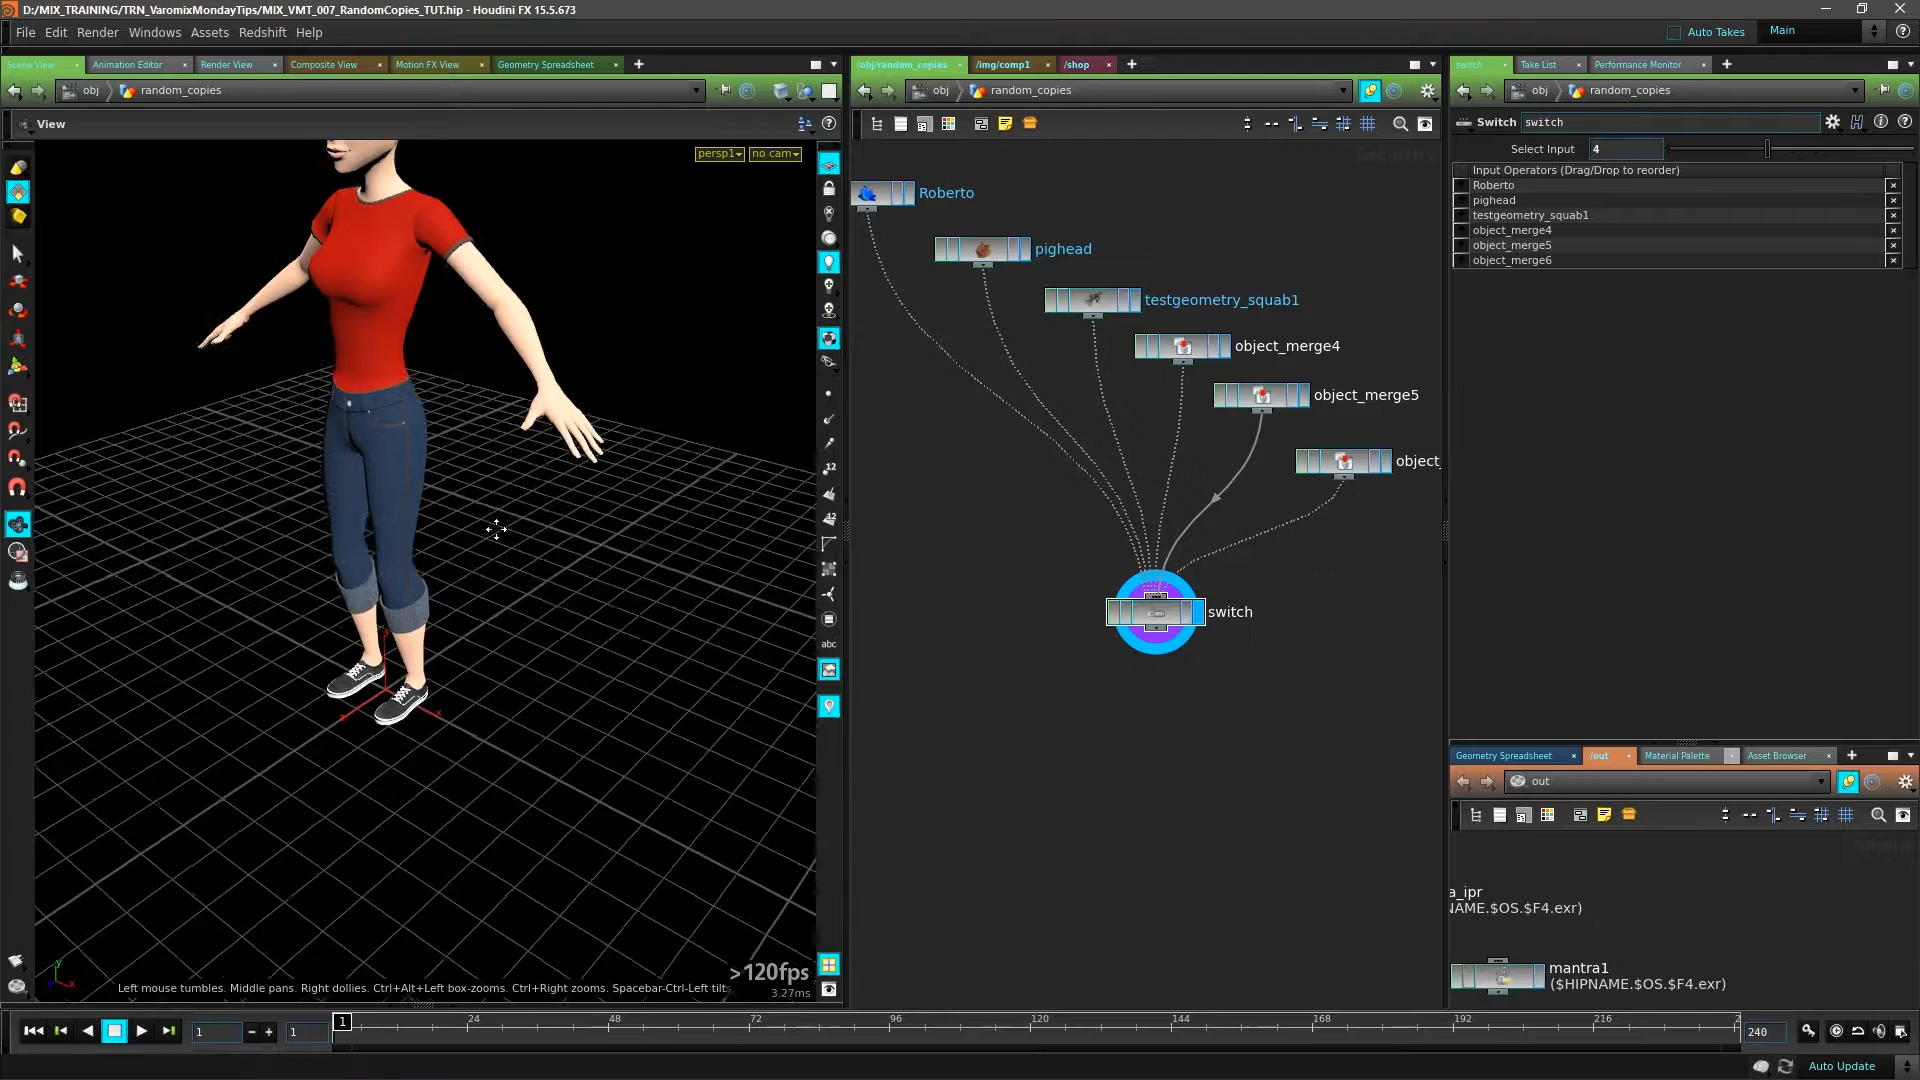 D:/MIX_TRAINING/TRN_VaromixMondayTips/MIX_VMT_007_RandomCopies_TUT.hip - Houdini FX 15.5.673
File Edit Render Windows Assets Redshift Help
Auto Takes Main
Scene View Animation Editor Render View Composite View Motion FX View Geometry Spreadsheet
obj random_copies
View
persp1 no cam
12
12
abc
>120fps
3.27ms
Left mouse tumbles. Middle pans. Right dollies. Ctrl+Alt+Left box-zooms. Ctrl+Right zooms. Spacebar-Ctrl-Left tilts
y
x
z
x
/obj/random_copies /img/comp1 /shop
obj random_copies
Geometry
Roberto
pighead
testgeometry_squab1
object_merge4
object_merge5
object_
switch
switch Take List Performance Monitor
obj random_copies
Switch switch
Select Input 4
Input Operators (Drag/Drop to reorder)
Roberto
pighead
testgeometry_squab1
object_merge4
object_merge5
object_merge6
Geometry Spreadsheet /out Material Palette Asset Browser
out
a_ipr
NAME.$OS.$F4.exr)
mantra1
($HIPNAME.$OS.$F4.exr)
1 1 1 24 48 72 96 120 144 168 192 216 2 240
Auto Update